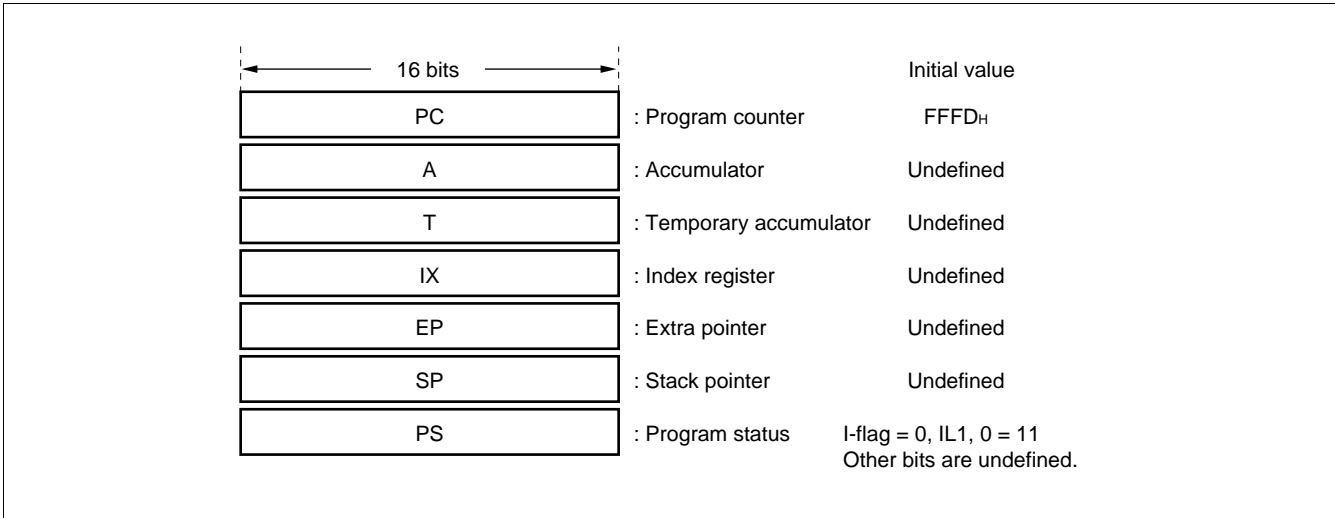 16 bits Initial value
PC : Program counter FFFDH
A : Accumulator Undefined
T : Temporary accumulator Undefined
IX : Index register Undefined
EP : Extra pointer Undefined
SP : Stack pointer Undefined
PS : Program status I-flag = 0, IL1, 0 = 11
Other bits are undefined.